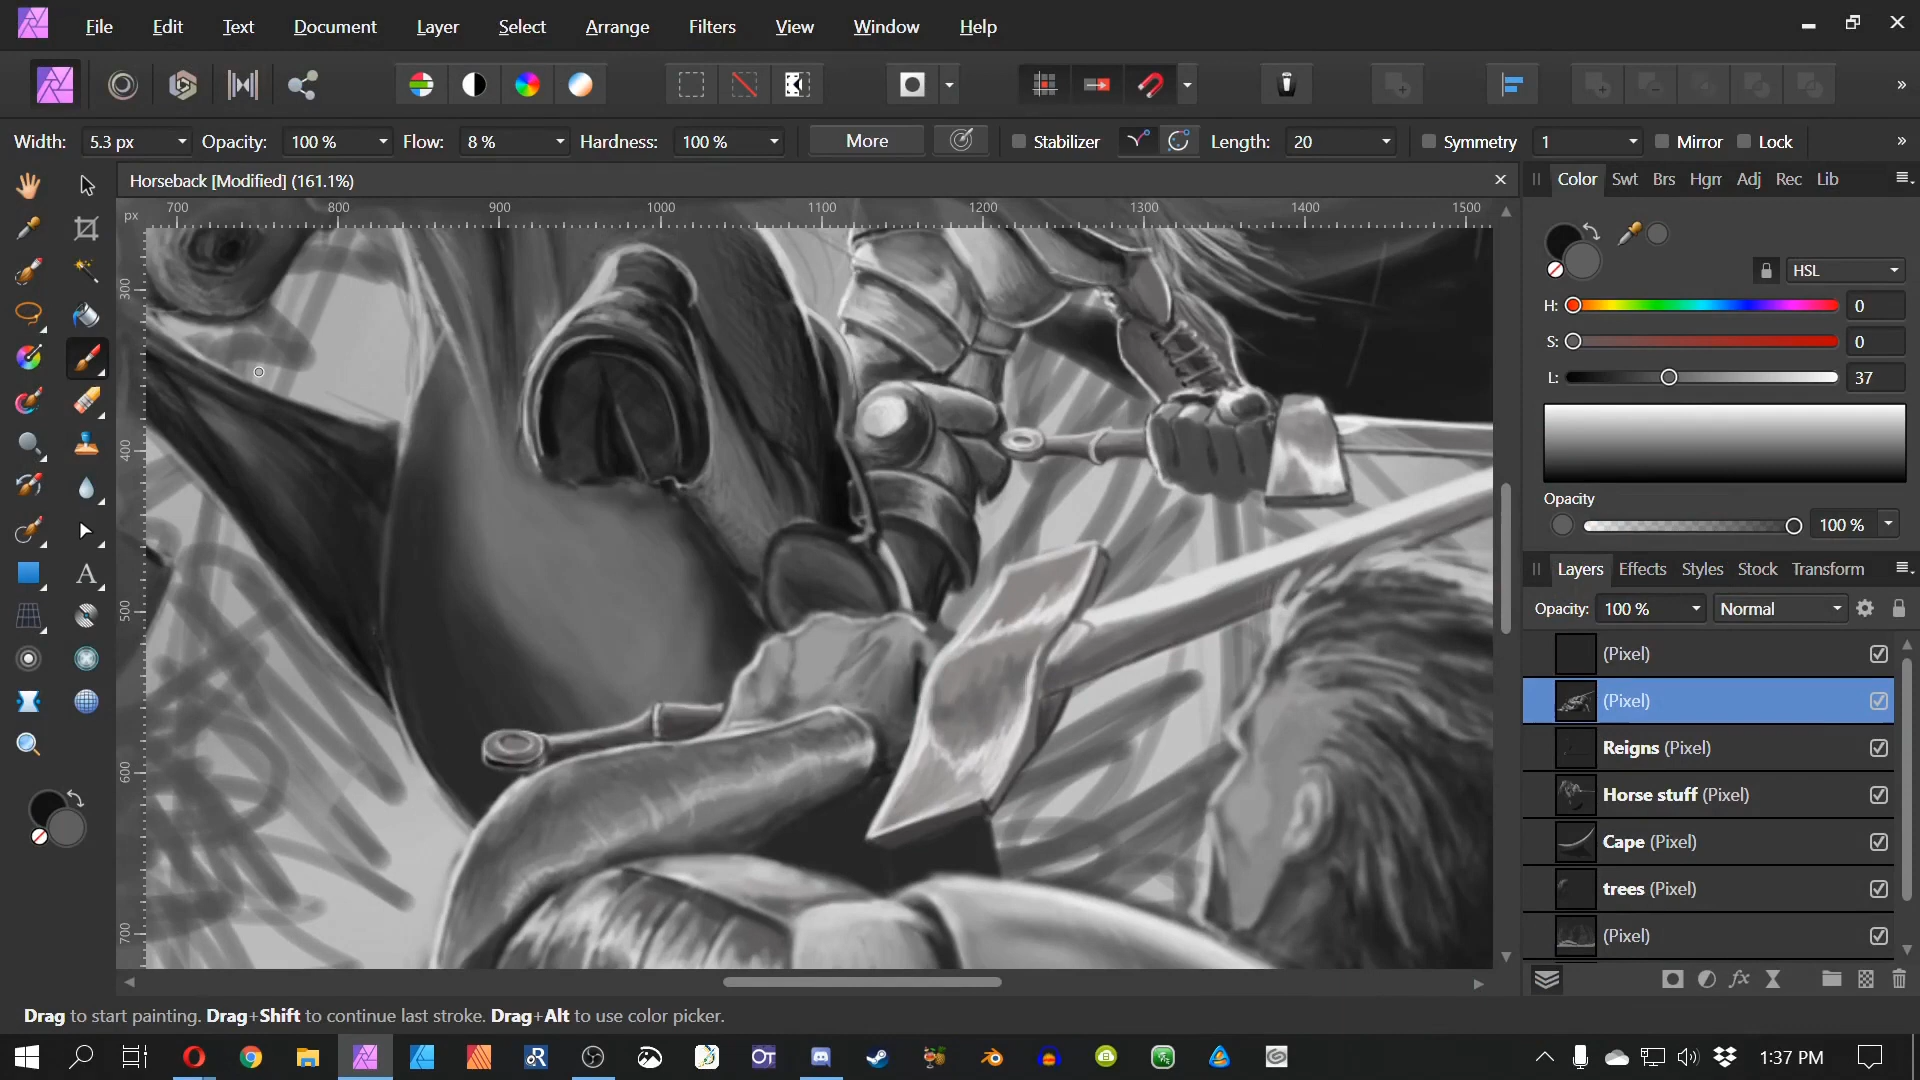 File Edit Text Document Layer Select Arrange Filters View Window Help
Width: 5.3 px Opacity: 100 % Flow: 8 % Hardness: 100 % More Stabilizer Length: 20 Symmetry 1 Mirror Lock
Horseback [Modified] (161.1%)
px 700 800 900 1000 1100 1200 1300 1400 1500
300
400
500
600
700
Color Swt Brs Hgrr Adj Rec Lib
HSL
H: 0
S: 0
L: 37
Opacity
100 %
Layers Effects Styles Stock Transform
Opacity: 100 % Normal
(Pixel)
(Pixel)
Reigns (Pixel)
Horse stuff (Pixel)
Cape (Pixel)
trees (Pixel)
(Pixel)
Drag to start painting. Drag+Shift to continue last stroke. Drag+Alt to use color picker.
1:37 PM